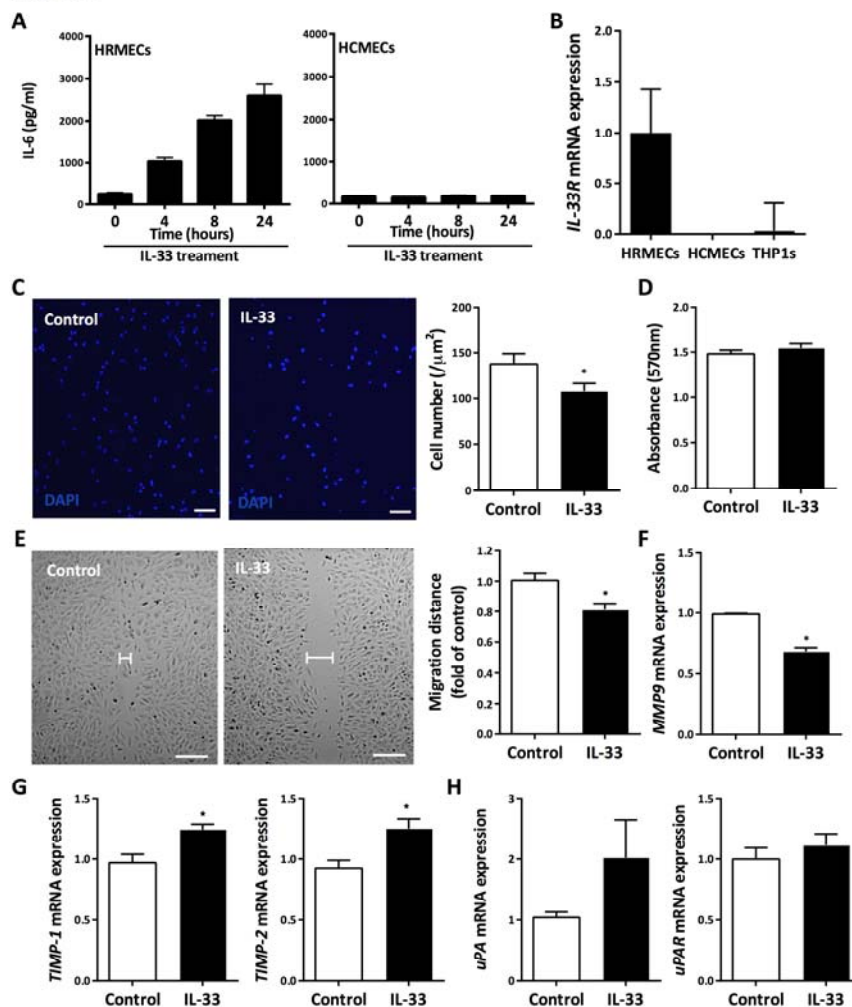 A
HRMECs
IL-6 (pg/ml)
4000
3000
2000
1000
0
0 4 8 24
Time (hours)
IL-33 treament
HCMECs
4000
3000
2000
1000
0
0 4 8 24
Time (hours)
IL-33 treament
B
IL-33R mRNA expression
2.0
1.5
1.0
0.5
0.0
HRMECs HCMECs THP1s
C
Control
DAPI
IL-33
DAPI
Cell number (/μm²)
200
150
100
50
0
*
Control IL-33
D
Absorbance (570nm)
2.0
1.5
1.0
0.5
0.0
Control IL-33
E
Control
IL-33
Migration distance
(fold of control)
1.2
1.0
0.8
0.6
0.4
0.2
0.0
*
Control IL-33
F
MMP9 mRNA expression
1.5
1.0
0.5
0.0
*
Control IL-33
G
TIMP-1 mRNA expression
1.5
1.0
0.5
0.0
*
Control IL-33
TIMP-2 mRNA expression
1.5
1.0
0.5
0.0
*
Control IL-33
H
uPA mRNA expression
3
2
1
0
Control IL-33
uPAR mRNA expression
1.5
1.0
0.5
0.0
Control IL-33